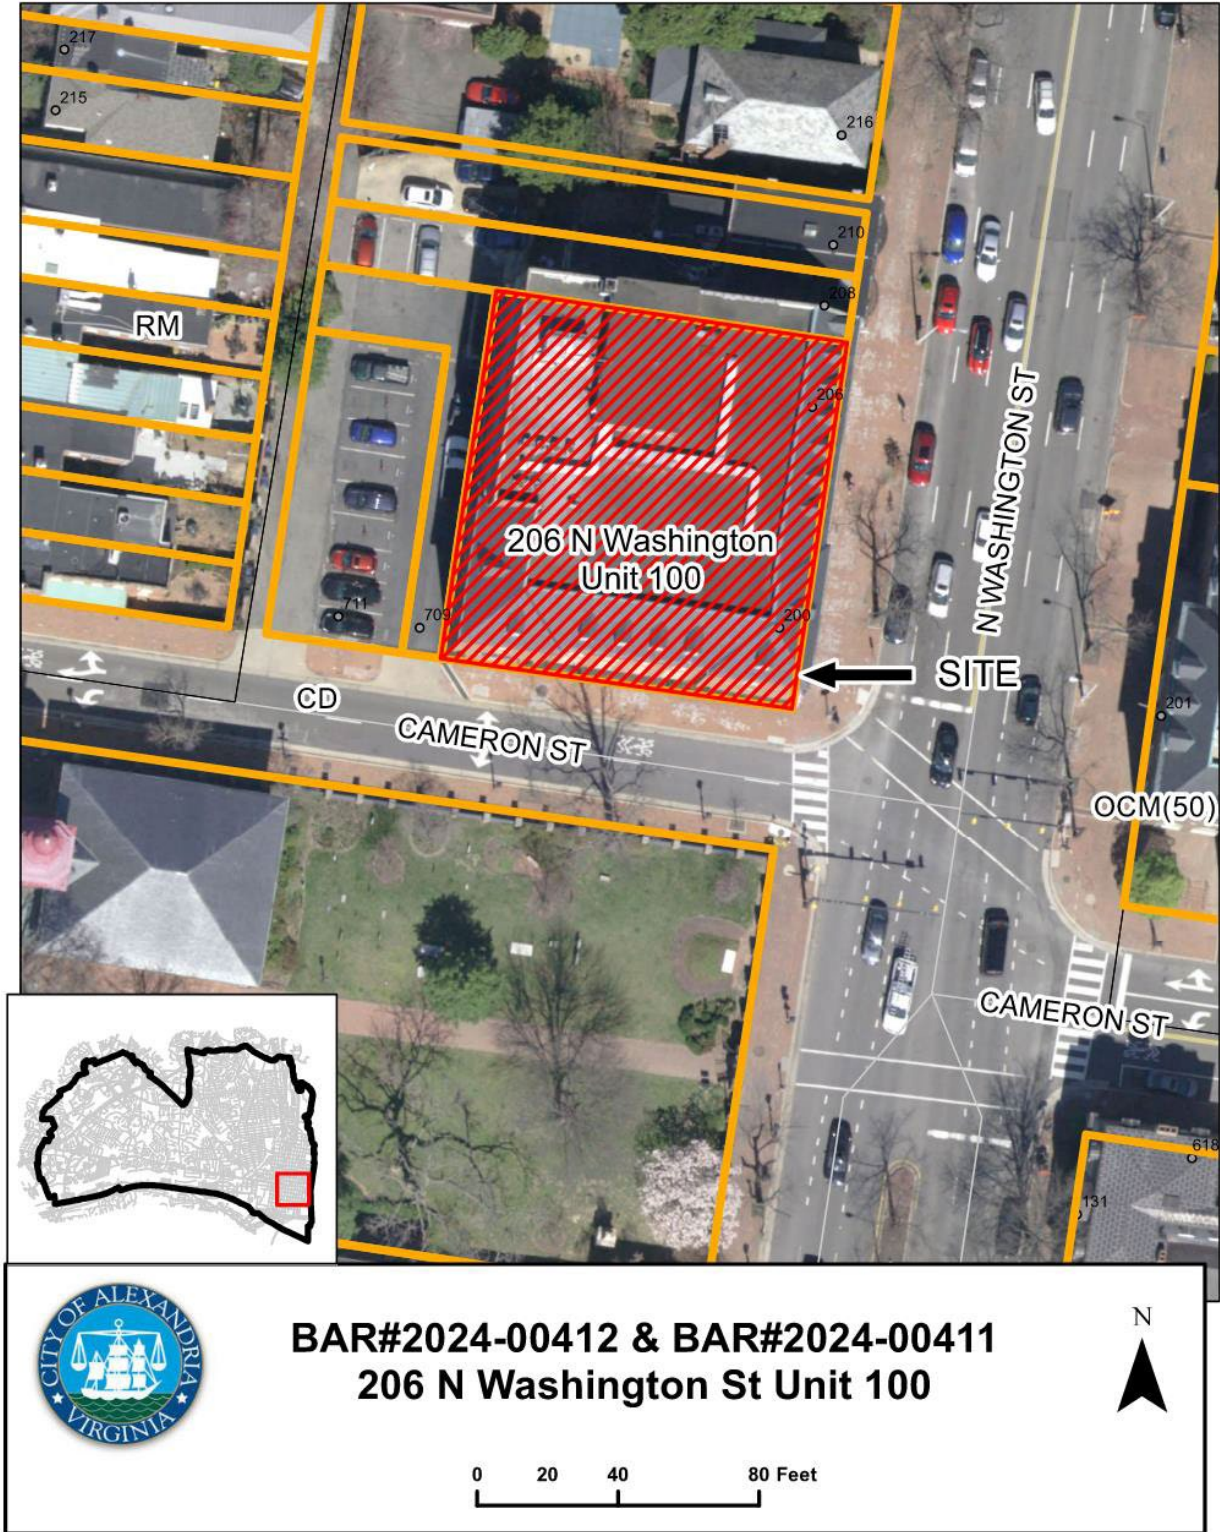 217
215
216
210
208
RM
206
N WASHINGTON ST
206 N Washington
Unit 100
711
709
200
SITE
CD
201
CAMERON ST
OCM(50)
CAMERON ST
618
131
CITY OF ALEXANDRIA
VIRGINIA
BAR#2024-00412 & BAR#2024-00411
206 N Washington St Unit 100
N
0 20 40 80 Feet